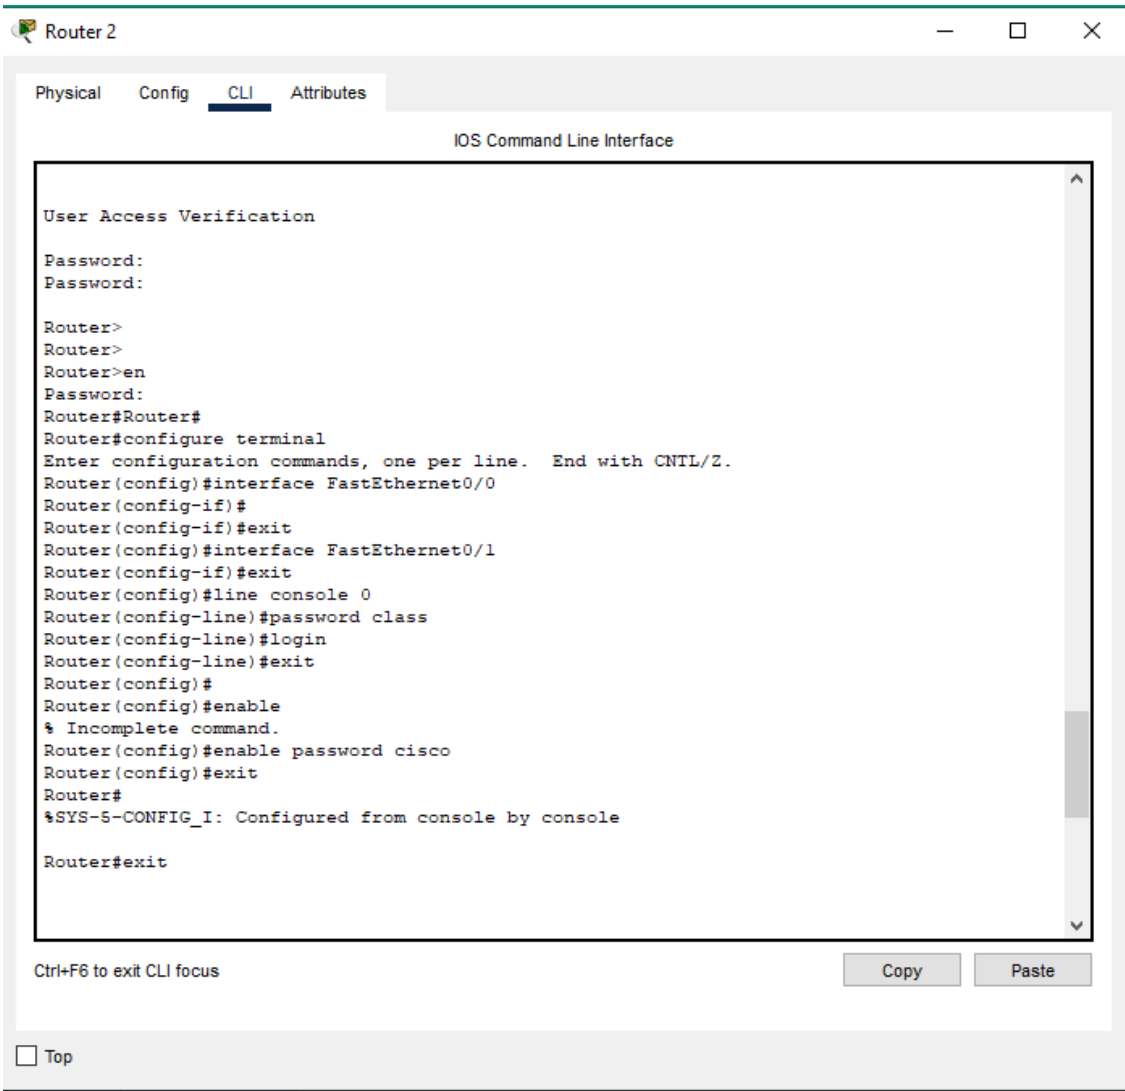 Router 2
Physical Config CLI Attributes
IOS Command Line Interface
User Access Verification
Password:
Password:
Router>
Router>
Router>en
Password:
Router#Router#
Router#configure terminal
Enter configuration commands, one per line.  End with CNTL/Z.
Router(config)#interface FastEthernet0/0
Router(config-if)#
Router(config-if)#exit
Router(config)#interface FastEthernet0/1
Router(config-if)#exit
Router(config)#line console 0
Router(config-line)#password class
Router(config-line)#login
Router(config-line)#exit
Router(config)#
Router(config)#enable
% Incomplete command.
Router(config)#enable password cisco
Router(config)#exit
Router#
%SYS-5-CONFIG_I: Configured from console by console
Router#exit
Ctrl+F6 to exit CLI focus
Copy Paste
Top